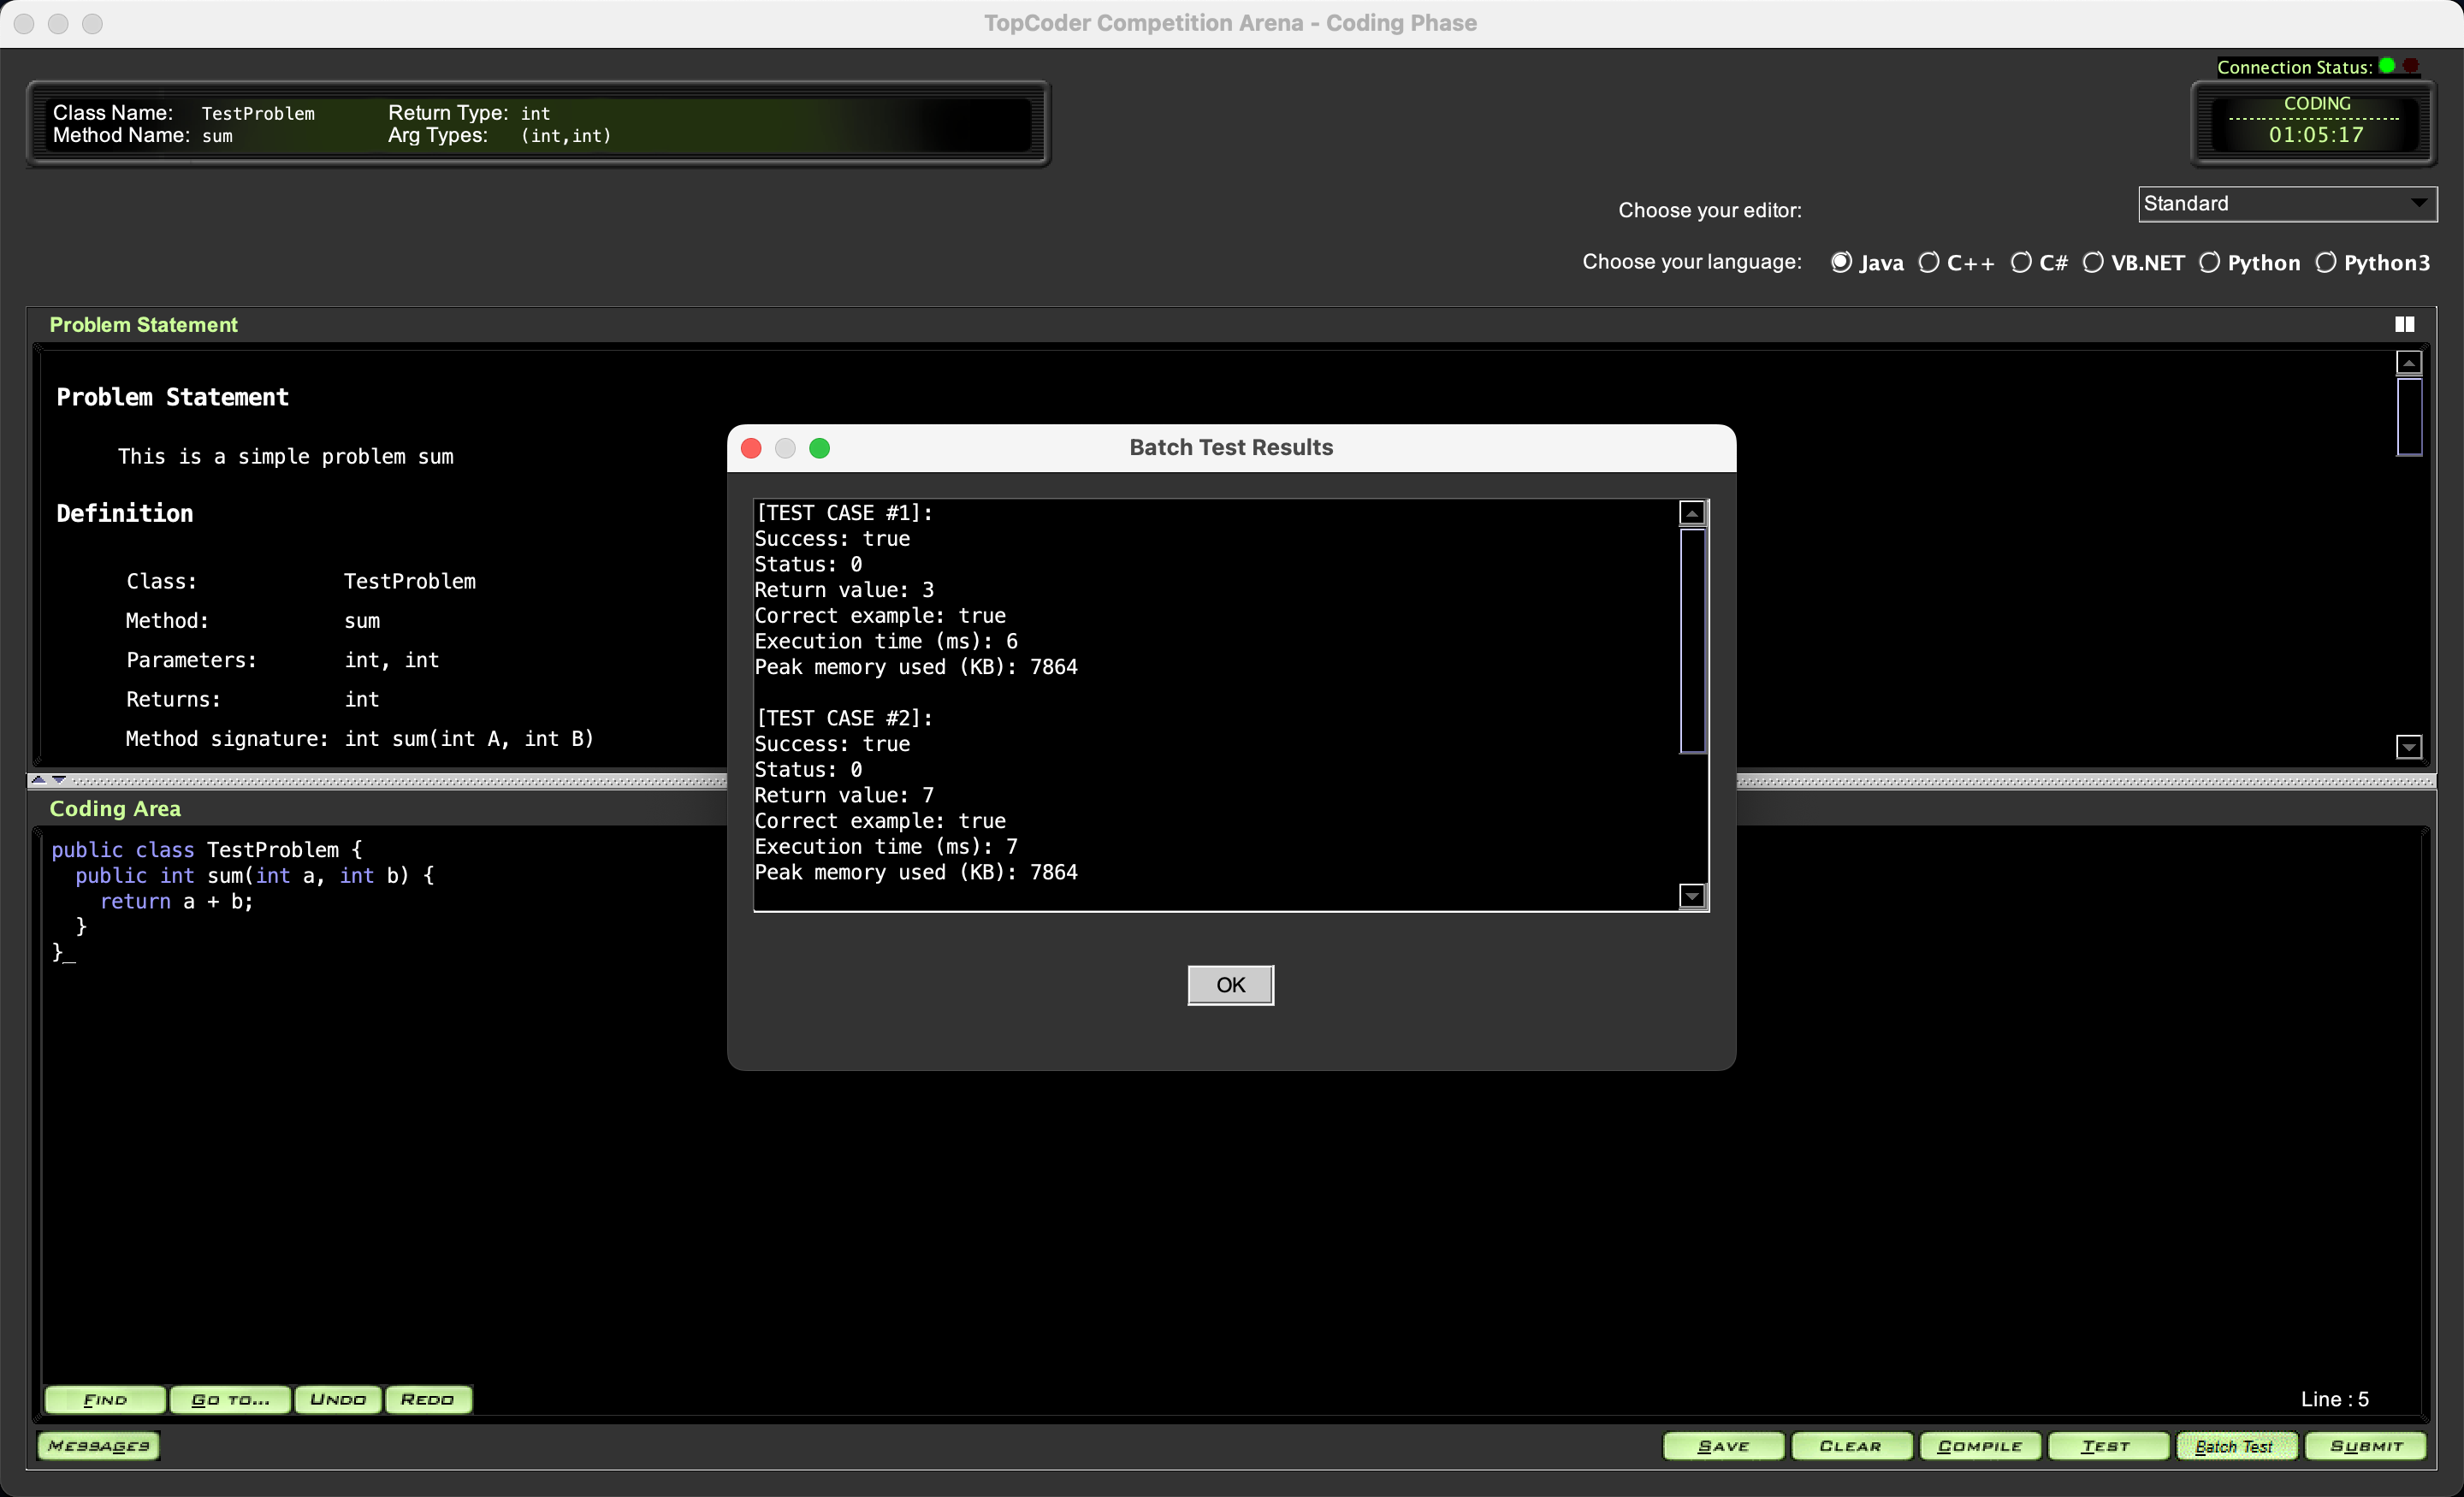 TopCoder Competition Arena - Coding Phase
Connection Status:
Class Name: TestProblem Return Type: int
Method Name: sum Arg Types: (int,int)
CODING
01:05:17
Choose your editor: Standard
Choose your language: Java C++ C# VB.NET Python Python3
Problem Statement
Problem Statement
This is a simple problem sum
Definition
Class: TestProblem
Method: sum
Parameters: int, int
Returns: int
Method signature: int sum(int A, int B)
Batch Test Results
[TEST CASE #1]:
Success: true
Status: 0
Return value: 3
Correct example: true
Execution time (ms): 6
Peak memory used (KB): 7864
[TEST CASE #2]:
Success: true
Status: 0
Return value: 7
Correct example: true
Execution time (ms): 7
Peak memory used (KB): 7864
OK
Coding Area
public class TestProblem {
  public int sum(int a, int b) {
    return a + b;
  }
}_
FIND GO TO... UNDO REDO
Line : 5
MESSAGES SAVE CLEAR COMPILE TEST Batch Test SUBMIT